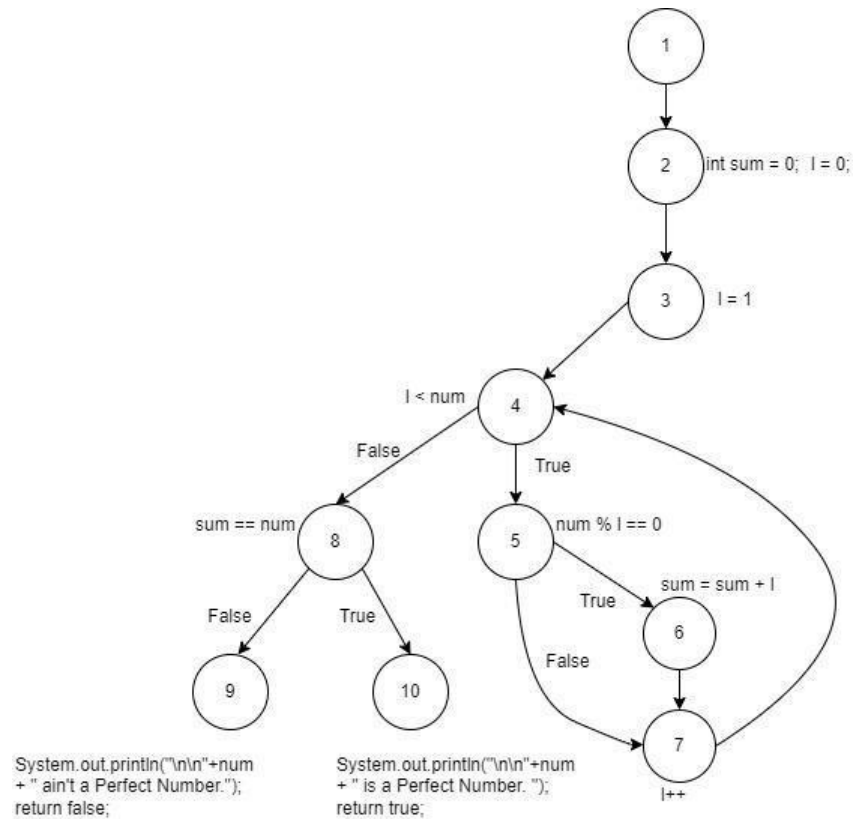 1
2
int sum = 0;  I = 0;
3
I = 1
I < num
4
False
True
sum == num
8
5
num % I == 0
sum = sum + I
False
True
True
6
False
9
10
7
System.out.println("\n\n"+num
+ " ain't a Perfect Number.");
return false;
System.out.println("\n\n"+num
+ " is a Perfect Number. ");
return true;
I++